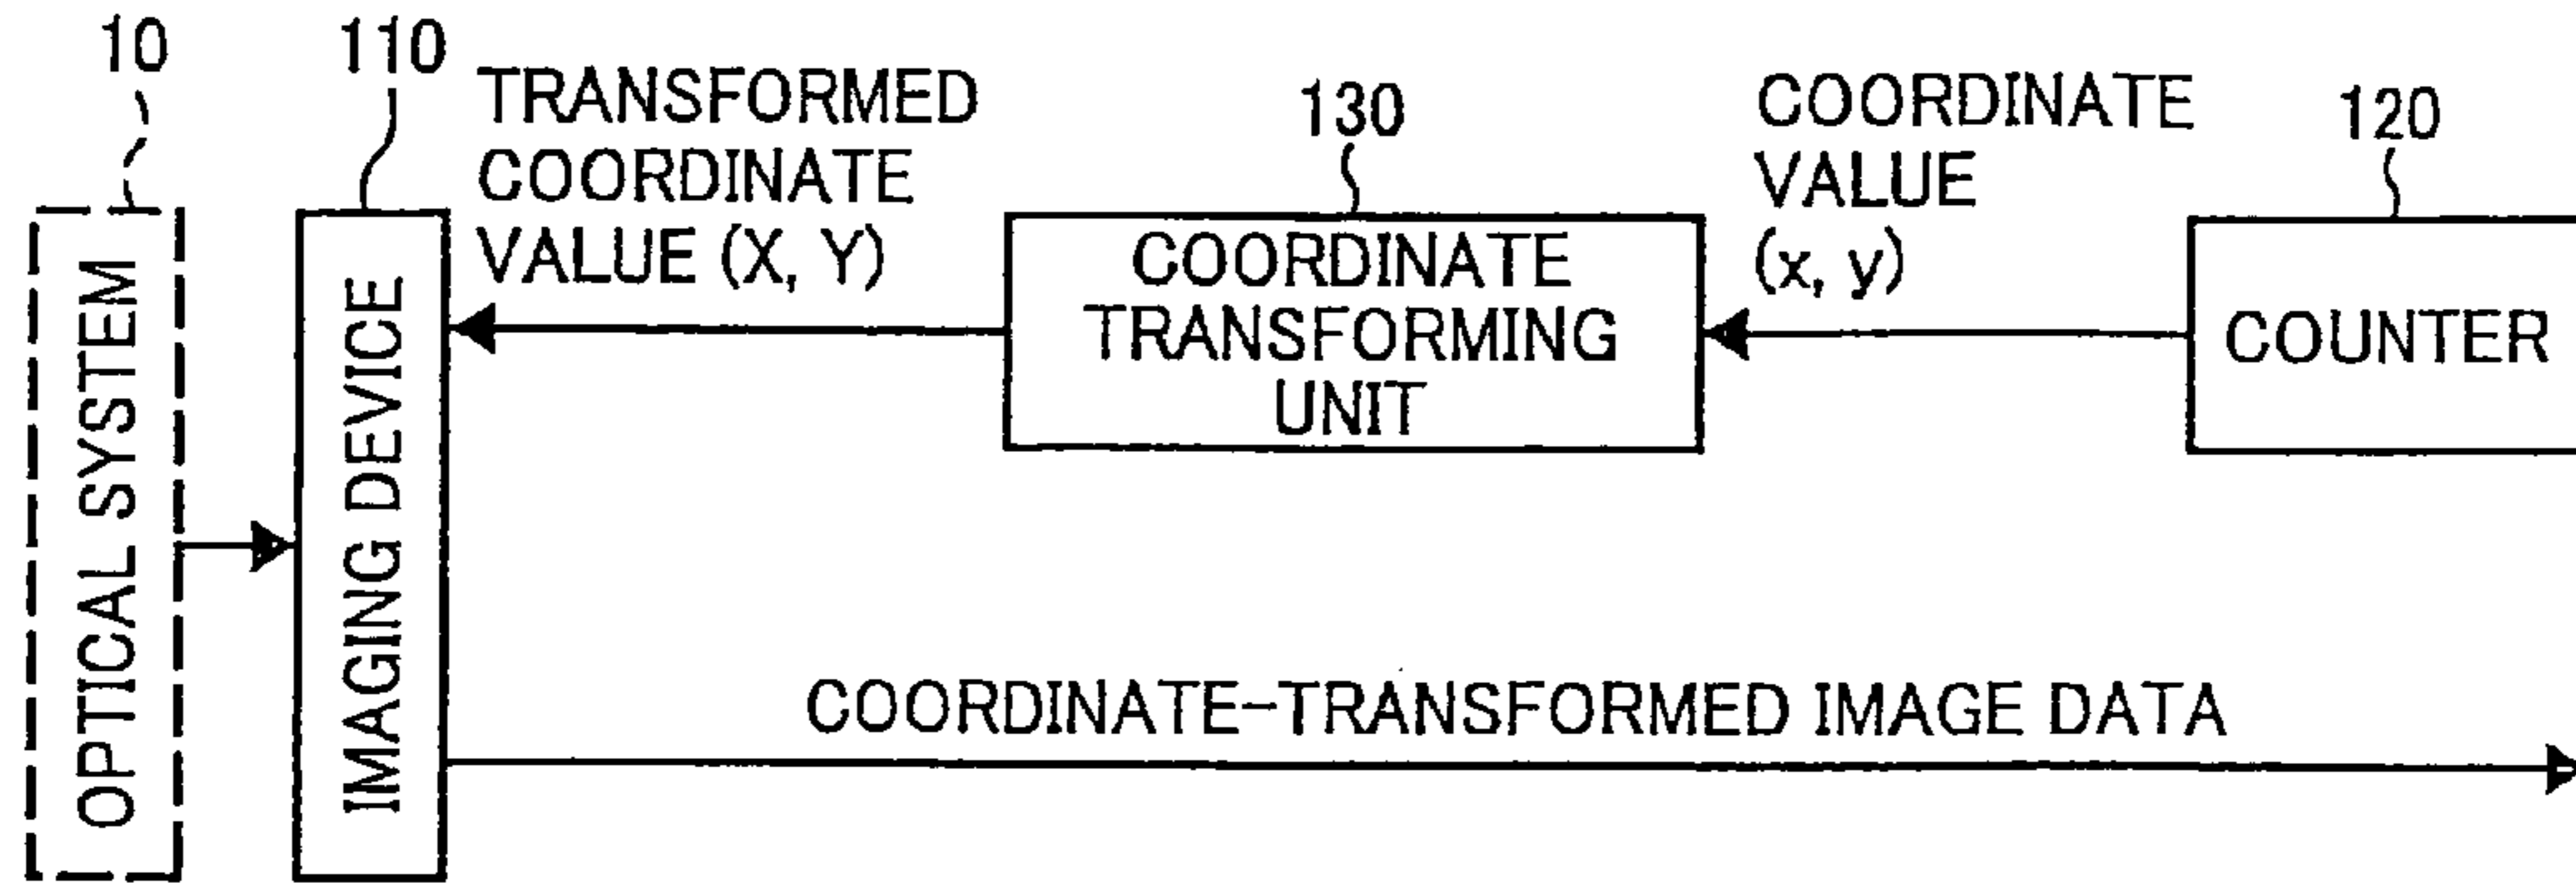 10
110
TRANSFORMED
COORDINATE
VALUE (X, Y)
130
COORDINATE
VALUE
(x, y)
120
OPTICAL SYSTEM
IMAGING DEVICE
COORDINATE
TRANSFORMING
UNIT
COUNTER
COORDINATE-TRANSFORMED IMAGE DATA